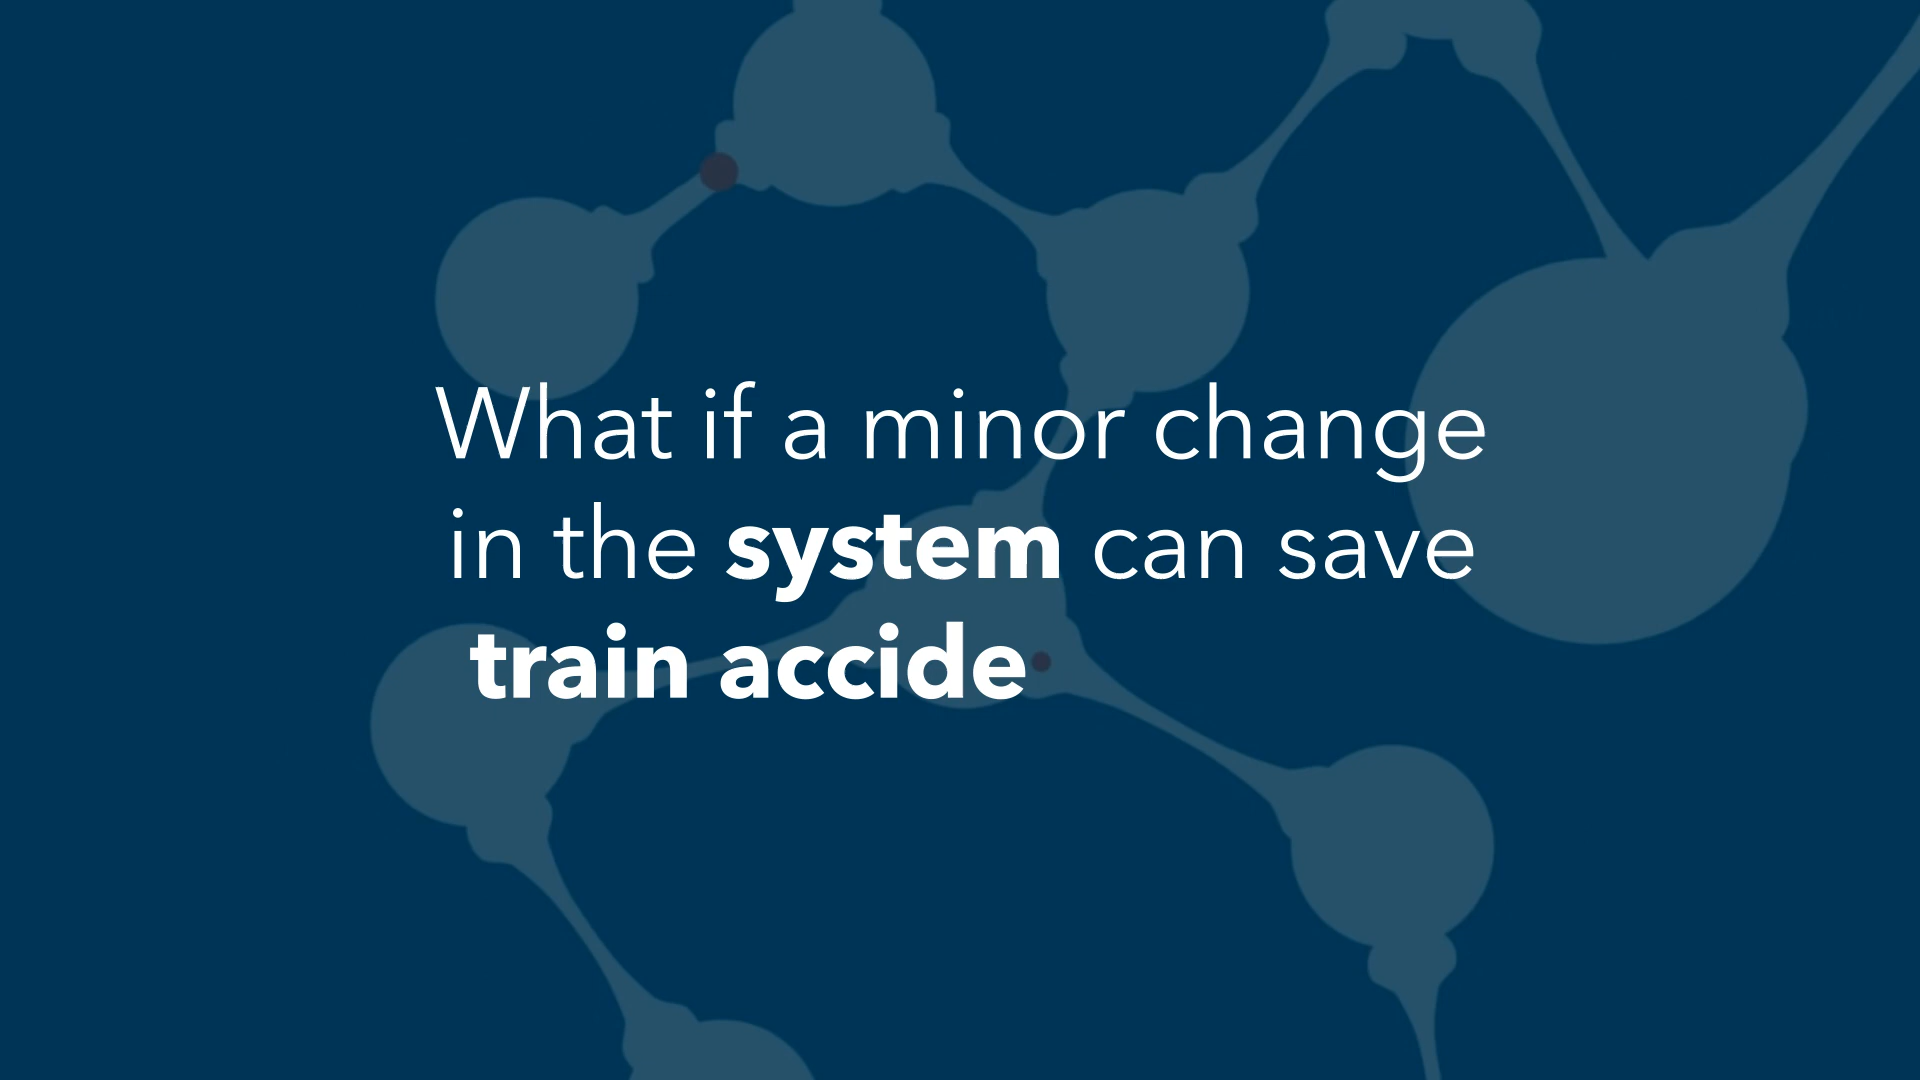 What if a minor change
in the system can save
train accide